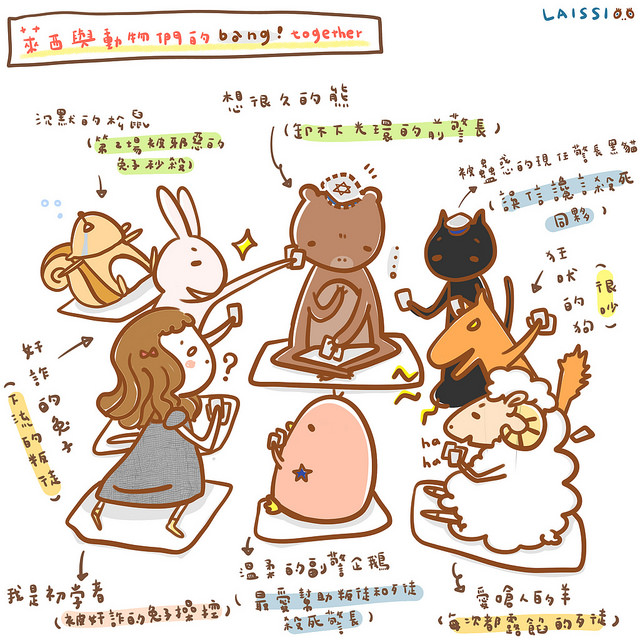 LAISSI
萊西與動物們的bang! together
想很久的熊
(卸不下光環的前警長)
沉默的松鼠
(第2場被邪惡的
兔子秒殺)
被蠱惑的現任警長黑貓
(誤信讒言殺死
同夥)
狂吠的狗
(很吵)
奸詐的兔子
(下流的叛徒)
?
ha
ha
我是初學者
(被奸詐的兔子操控)
溫柔的副警企鵝
(最愛幫助叛徒和歹徒
殺死警長)
愛嗆人的羊
(每次都露餡的歹徒)